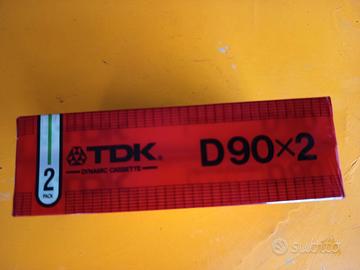 2
PACK
TDK
DYNAMIC CASSETTE
D90×2
subito